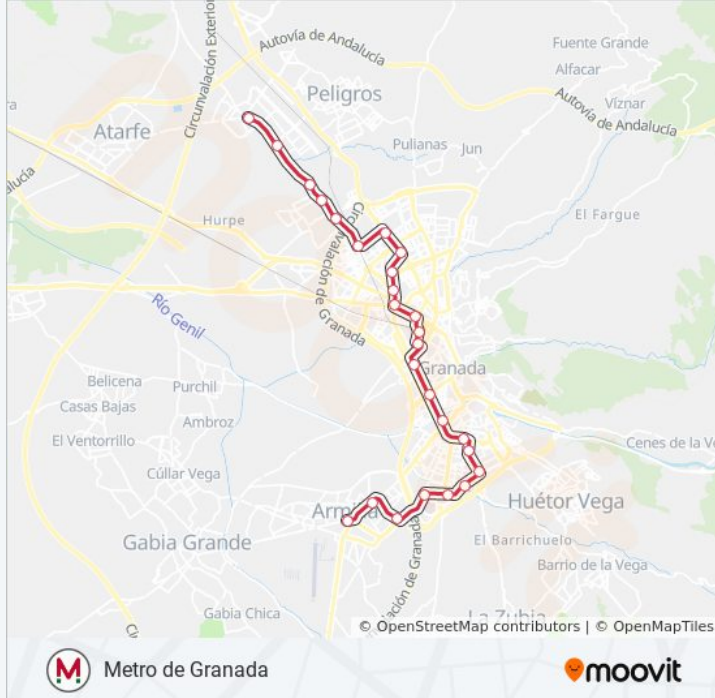 Circunvalación Exterior
Autovía de Andalucía
Fuente Grande
Alfacar
Peligros
Víznar
Autovía de Andalucía
Atarfe
Pulianas
Jun
Hurpe
El Fargue
Circunvalación de Granada
Río Genil
Granada
Belicena
Purchil
Casas Bajas
Ambroz
El Ventorrillo
Cenes de la Ve
Cúllar Vega
Huétor Vega
Gabia Grande
El Barrichuelo
Barrio de la Vega
Gabia Chica
La Zubia
© OpenStreetMap contributors | © OpenMapTiles
M
Metro de Granada
moovit